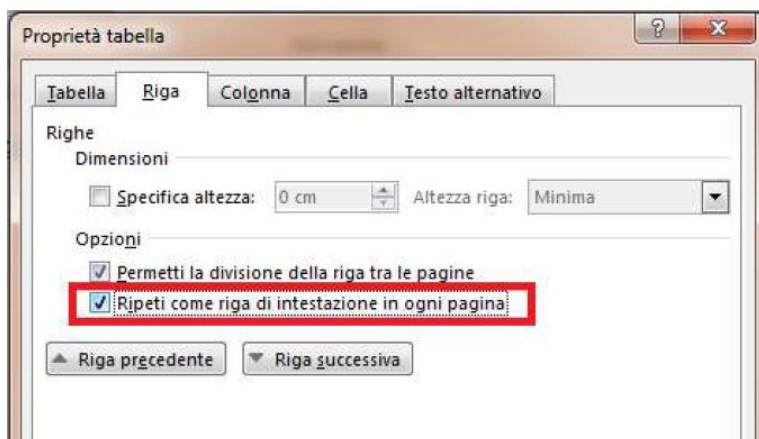 Proprietà tabella
Tabella Riga Colonna Cella Testo alternativo
Righe
Dimensioni
Specifica altezza: 0 cm Altezza riga: Minima
Opzioni
Permetti la divisione della riga tra le pagine
Ripeti come riga di intestazione in ogni pagina
Riga precedente Riga successiva